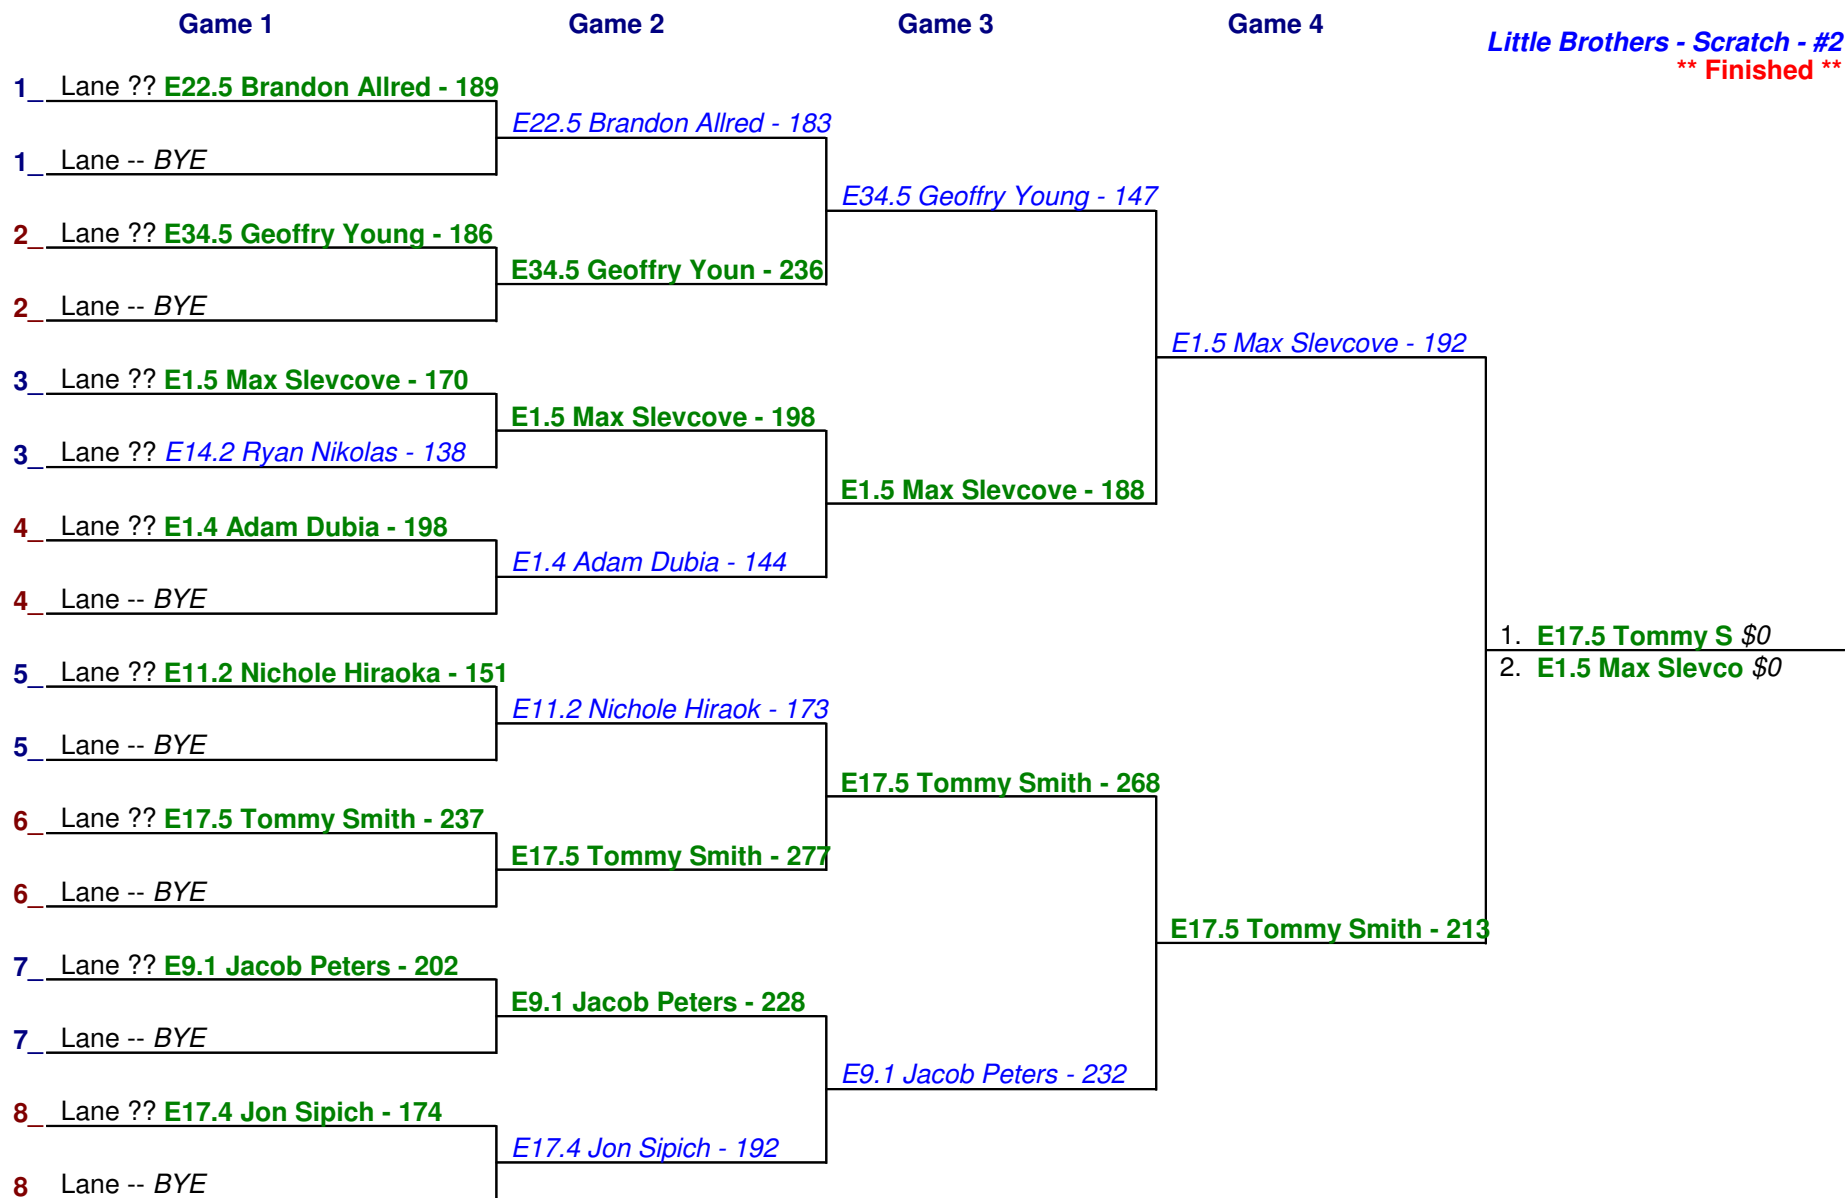 Game 1
Game 2
Game 3
Game 4
Little Brothers - Scratch - #2
** Finished **
1_ Lane ?? E22.5 Brandon Allred - 189
E22.5 Brandon Allred - 183
1_ Lane -- BYE
E34.5 Geoffry Young - 147
2_ Lane ?? E34.5 Geoffry Young - 186
E34.5 Geoffry Youn - 236
2_ Lane -- BYE
E1.5 Max Slevcove - 192
3_ Lane ?? E1.5 Max Slevcove - 170
E1.5 Max Slevcove - 198
3_ Lane ?? E14.2 Ryan Nikolas - 138
E1.5 Max Slevcove - 188
4_ Lane ?? E1.4 Adam Dubia - 198
E1.4 Adam Dubia - 144
4_ Lane -- BYE
1. E17.5 Tommy S $0
2. E1.5 Max Slevco $0
5_ Lane ?? E11.2 Nichole Hiraoka - 151
E11.2 Nichole Hiraok - 173
5_ Lane -- BYE
E17.5 Tommy Smith - 268
6_ Lane ?? E17.5 Tommy Smith - 237
E17.5 Tommy Smith - 277
6_ Lane -- BYE
E17.5 Tommy Smith - 213
7_ Lane ?? E9.1 Jacob Peters - 202
E9.1 Jacob Peters - 228
7_ Lane -- BYE
E9.1 Jacob Peters - 232
8_ Lane ?? E17.4 Jon Sipich - 174
E17.4 Jon Sipich - 192
8 Lane -- BYE